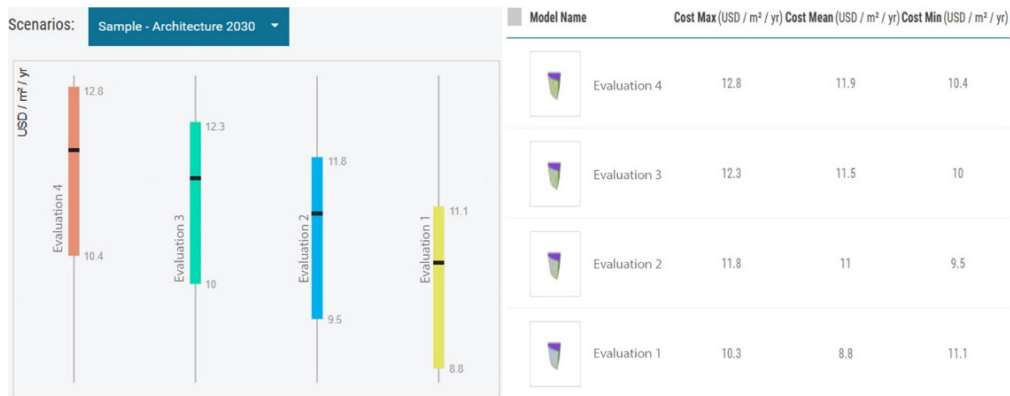 Scenarios:
Sample - Architecture 2030
USD / m² / yr
Evaluation 4
12.8
10.4
Evaluation 3
12.3
10
Evaluation 2
11.8
9.5
Evaluation 1
11.1
8.8
Model Name Cost Max (USD / m² / yr) Cost Mean (USD / m² / yr) Cost Min (USD / m² / yr)
Evaluation 4 12.8 11.9 10.4
Evaluation 3 12.3 11.5 10
Evaluation 2 11.8 11 9.5
Evaluation 1 10.3 8.8 11.1